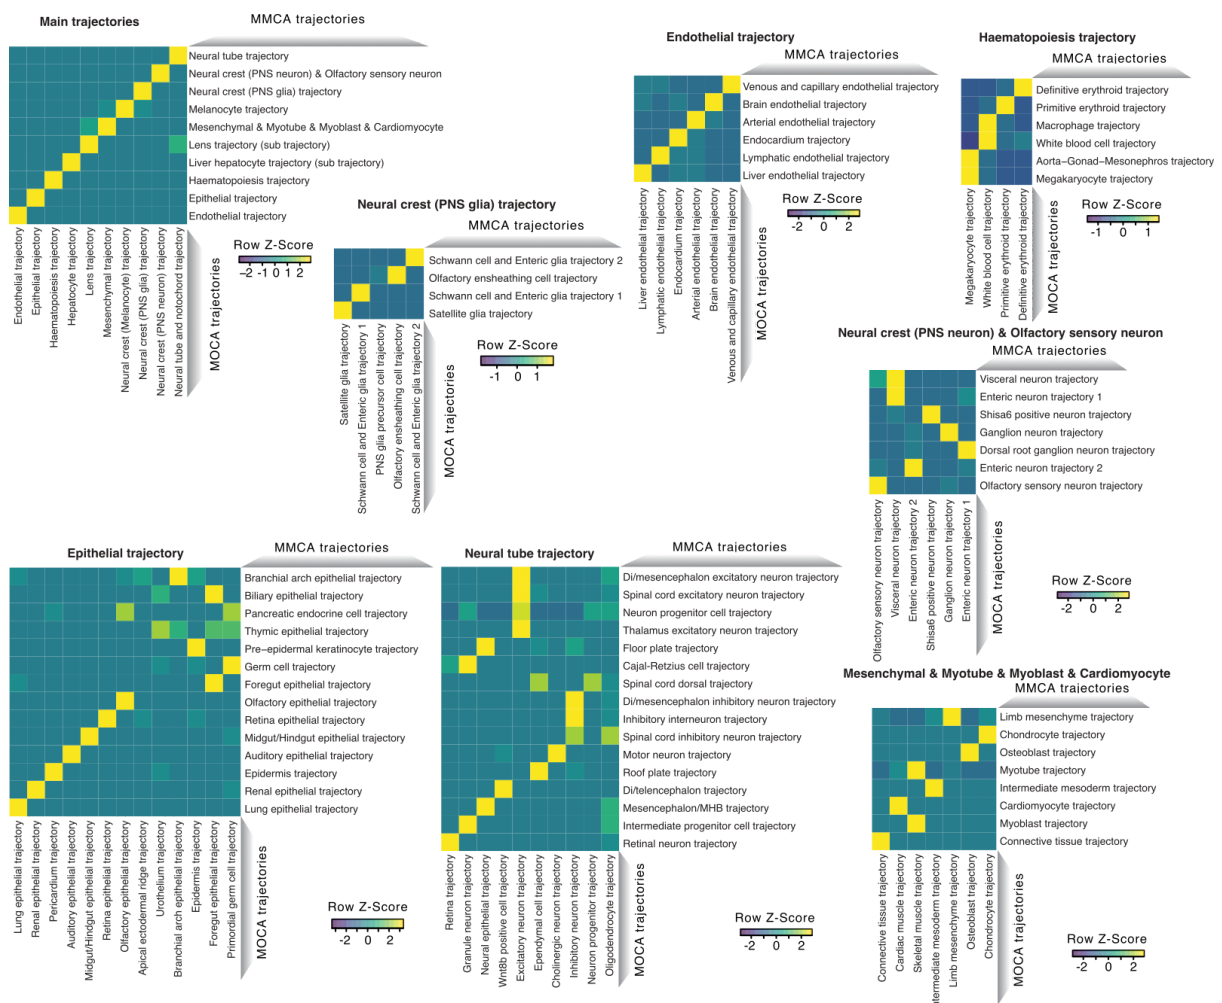 Main trajectories
MMCA trajectories
Neural tube trajectory
Neural crest (PNS neuron) & Olfactory sensory neuron
Neural crest (PNS glia) trajectory
Melanocyte trajectory
Mesenchymal & Myotube & Myoblast & Cardiomyocyte
Lens trajectory (sub trajectory)
Liver hepatocyte trajectory (sub trajectory)
Haematopoiesis trajectory
Epithelial trajectory
Endothelial trajectory
Endothelial trajectory
Epithelial trajectory
Haematopoiesis trajectory
Hepatocyte trajectory
Lens trajectory
Mesenchymal trajectory
Neural crest (Melanocyte) trajectory
Neural crest (PNS glia) trajectory
Neural crest (PNS neuron) trajectory
Neural tube and notochord trajectory
MOCA trajectories
Row Z-Score
-2 -1 0 1 2
Neural crest (PNS glia) trajectory
MMCA trajectories
Schwann cell and Enteric glia trajectory 2
Olfactory ensheathing cell trajectory
Schwann cell and Enteric glia trajectory 1
Satellite glia trajectory
Satellite glia trajectory
Schwann cell and Enteric glia trajectory 1
PNS glia precursor cell trajectory
Olfactory ensheathing cell trajectory
Schwann cell and Enteric glia trajectory 2
MOCA trajectories
Row Z-Score
-1 0 1
Endothelial trajectory
MMCA trajectories
Venous and capillary endothelial trajectory
Brain endothelial trajectory
Arterial endothelial trajectory
Endocardium trajectory
Lymphatic endothelial trajectory
Liver endothelial trajectory
Liver endothelial trajectory
Lymphatic endothelial trajectory
Endocardium trajectory
Arterial endothelial trajectory
Brain endothelial trajectory
Venous and capillary endothelial trajectory
MOCA trajectories
Row Z-Score
-2 0 2
Haematopoiesis trajectory
MMCA trajectories
Definitive erythroid trajectory
Primitive erythroid trajectory
Macrophage trajectory
White blood cell trajectory
Aorta−Gonad−Mesonephros trajectory
Megakaryocyte trajectory
Megakaryocyte trajectory
White blood cell trajectory
Primitive erythroid trajectory
Definitive erythroid trajectory
MOCA trajectories
Row Z-Score
-1 0 1
Neural crest (PNS neuron) & Olfactory sensory neuron
MMCA trajectories
Visceral neuron trajectory
Enteric neuron trajectory 1
Shisa6 positive neuron trajectory
Ganglion neuron trajectory
Dorsal root ganglion neuron trajectory
Enteric neuron trajectory 2
Olfactory sensory neuron trajectory
Olfactory sensory neuron trajectory
Visceral neuron trajectory
Enteric neuron trajectory 2
Shisa6 positive neuron trajectory
Ganglion neuron trajectory
Enteric neuron trajectory 1
MOCA trajectories
Row Z-Score
-2 0 2
Epithelial trajectory
MMCA trajectories
Branchial arch epithelial trajectory
Biliary epithelial trajectory
Pancreatic endocrine cell trajectory
Thymic epithelial trajectory
Pre−epidermal keratinocyte trajectory
Germ cell trajectory
Foregut epithelial trajectory
Olfactory epithelial trajectory
Retina epithelial trajectory
Midgut/Hindgut epithelial trajectory
Auditory epithelial trajectory
Epidermis trajectory
Renal epithelial trajectory
Lung epithelial trajectory
Lung epithelial trajectory
Renal epithelial trajectory
Pericardium trajectory
Auditory epithelial trajectory
Midgut/Hindgut epithelial trajectory
Retina epithelial trajectory
Olfactory epithelial trajectory
Apical ectodermal ridge trajectory
Urothelium trajectory
Branchial arch epithelial trajectory
Epidermis trajectory
Foregut epithelial trajectory
Primordial germ cell trajectory
MOCA trajectories
Row Z-Score
-2 0 2
Neural tube trajectory
MMCA trajectories
Di/mesencephalon excitatory neuron trajectory
Spinal cord excitatory neuron trajectory
Neuron progenitor cell trajectory
Thalamus excitatory neuron trajectory
Floor plate trajectory
Cajal-Retzius cell trajectory
Spinal cord dorsal trajectory
Di/mesencephalon inhibitory neuron trajectory
Inhibitory interneuron trajectory
Spinal cord inhibitory neuron trajectory
Motor neuron trajectory
Roof plate trajectory
Di/telencephalon trajectory
Mesencephalon/MHB trajectory
Intermediate progenitor cell trajectory
Retinal neuron trajectory
Retina trajectory
Granule neuron trajectory
Neural epithelial trajectory
Wnt8b positive cell trajectory
Excitatory neuron trajectory
Ependymal cell trajectory
Cholinergic neuron trajectory
Inhibitory neuron trajectory
Neuron progenitor trajectory
Oligodendrocyte trajectory
MOCA trajectories
Row Z-Score
-2 0 2
Mesenchymal & Myotube & Myoblast & Cardiomyocyte
MMCA trajectories
Limb mesenchyme trajectory
Chondrocyte trajectory
Osteoblast trajectory
Myotube trajectory
Intermediate mesoderm trajectory
Cardiomyocyte trajectory
Myoblast trajectory
Connective tissue trajectory
Connective tissue trajectory
Cardiac muscle trajectory
Skeletal muscle trajectory
ntermediate mesoderm trajectory
Limb mesenchyme trajectory
Osteoblast trajectory
Chondrocyte trajectory
MOCA trajectories
Row Z-Score
-2 0 2